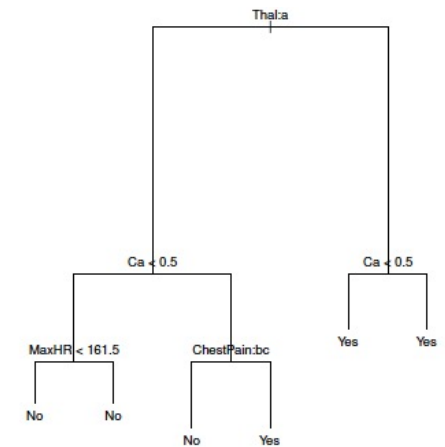 Thal:a
Ca < 0.5
Ca < 0.5
MaxHR < 161.5
ChestPain:bc
Yes
Yes
No
No
No
Yes